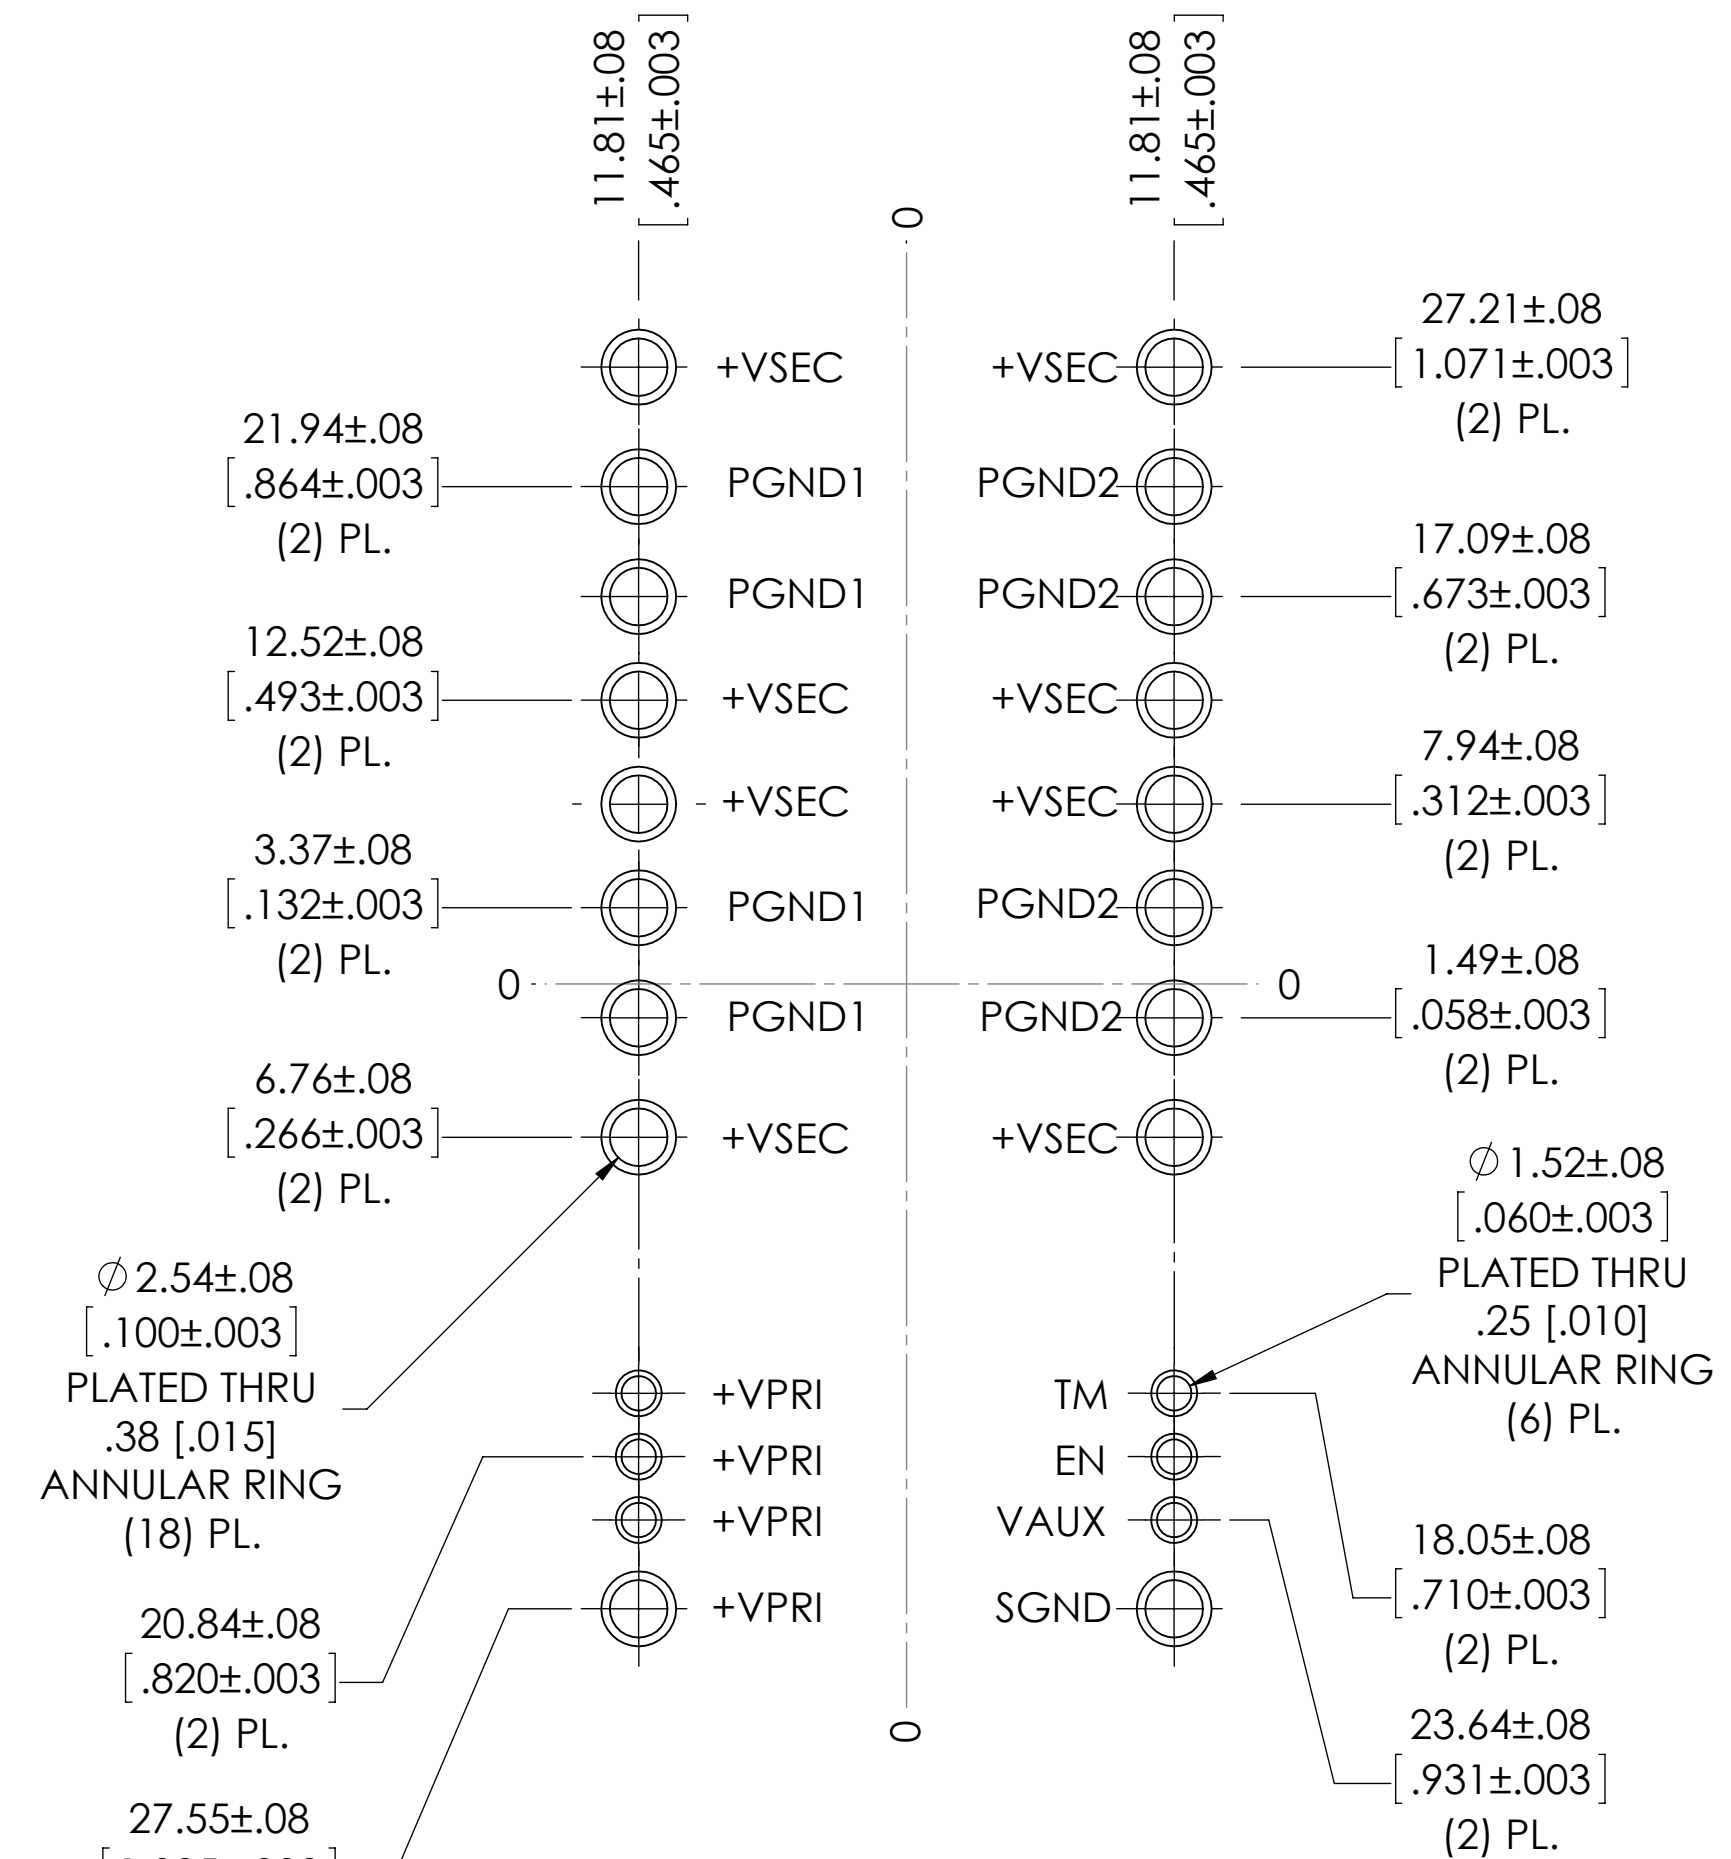 11.81±.08
[.465±.003]
11.81±.08
[.465±.003]
0
27.21±.08
[1.071±.003]
(2) PL.
+VSEC
+VSEC
21.94±.08
[.864±.003]
(2) PL.
PGND1
PGND2
17.09±.08
[.673±.003]
(2) PL.
PGND1
PGND2
12.52±.08
[.493±.003]
(2) PL.
+VSEC
+VSEC
7.94±.08
[.312±.003]
(2) PL.
+VSEC
+VSEC
3.37±.08
[.132±.003]
(2) PL.
PGND1
PGND2
0
0
1.49±.08
[.058±.003]
(2) PL.
PGND1
PGND2
6.76±.08
[.266±.003]
(2) PL.
+VSEC
+VSEC
⌀1.52±.08
[.060±.003]
PLATED THRU
.25 [.010]
ANNULAR RING
(6) PL.
⌀2.54±.08
[.100±.003]
PLATED THRU
.38 [.015]
ANNULAR RING
(18) PL.
+VPRI
TM
+VPRI
EN
+VPRI
VAUX
+VPRI
SGND
18.05±.08
[.710±.003]
(2) PL.
20.84±.08
[.820±.003]
(2) PL.
0
23.64±.08
[.931±.003]
(2) PL.
27.55±.08